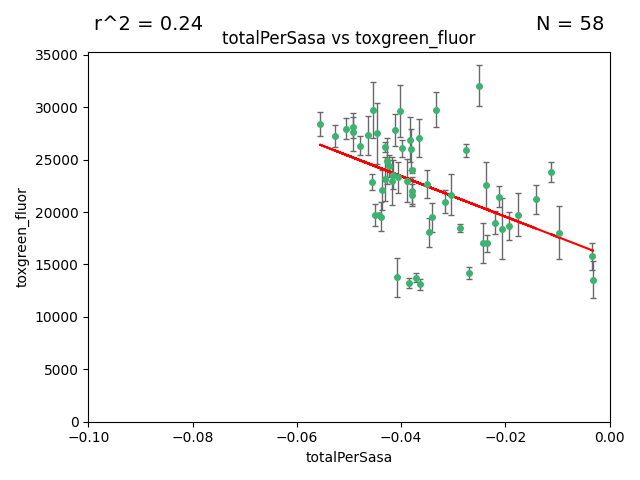 r^2 = 0.24 N = 58
totalPerSasa vs toxgreen_fluor
35000
30000
25000
20000
15000
10000
5000
0
toxgreen_fluor
−0.10 −0.08 −0.06 −0.04 −0.02 0.00
totalPerSasa